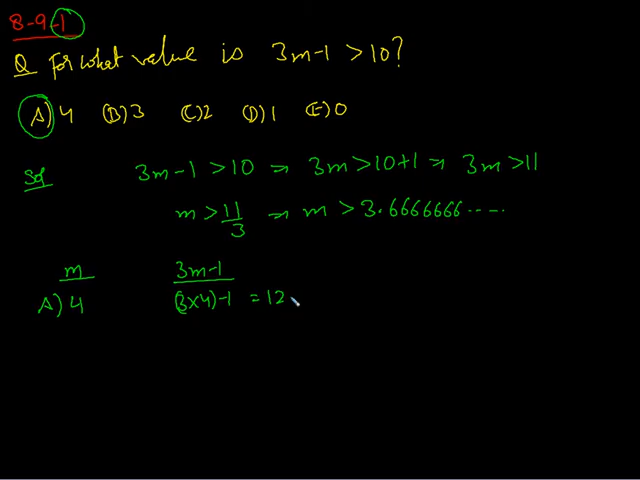 8-9-1
Q For what value is 3m-1 > 10?
A) 4 (B) 3 (C) 2 (D) 1 (E) 0
Sol 3m-1 > 10 → 3m > 10+1 → 3m > 11
m > 11/3 → m > 3.6666666.....
m 3m-1
A) 4 (3×4)-1 = 12